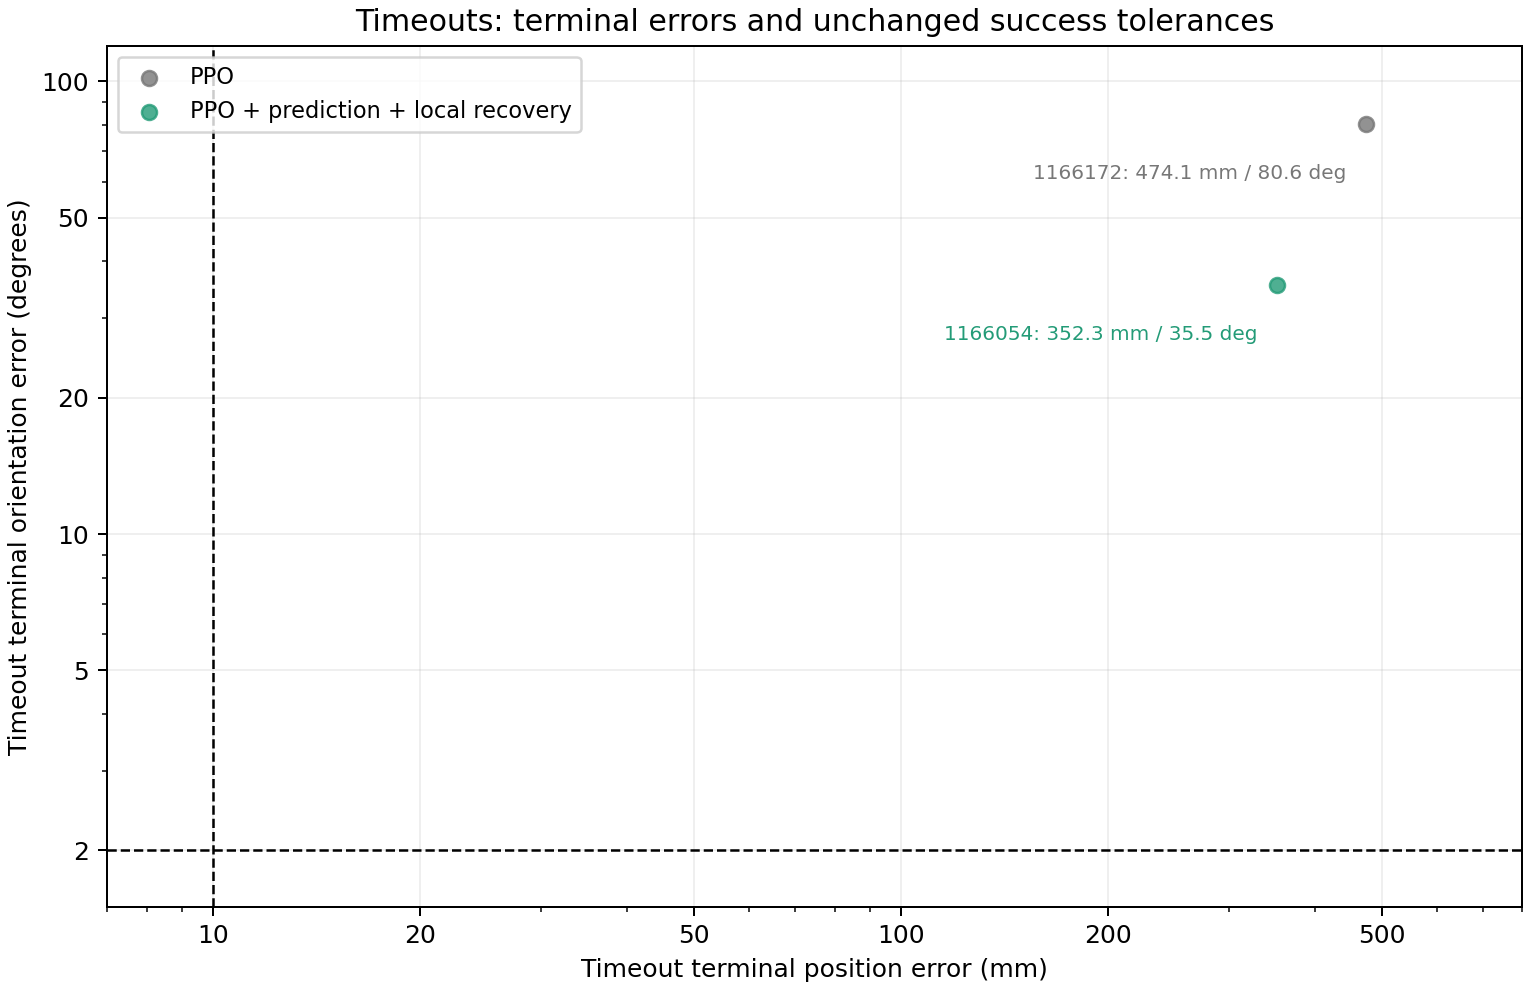 Timeouts: terminal errors and unchanged success tolerances
PPO
PPO + prediction + local recovery
1166172: 474.1 mm / 80.6 deg
1166054: 352.3 mm / 35.5 deg
Timeout terminal orientation error (degrees)
100
50
20
10
5
2
10 20 50 100 200 500
Timeout terminal position error (mm)